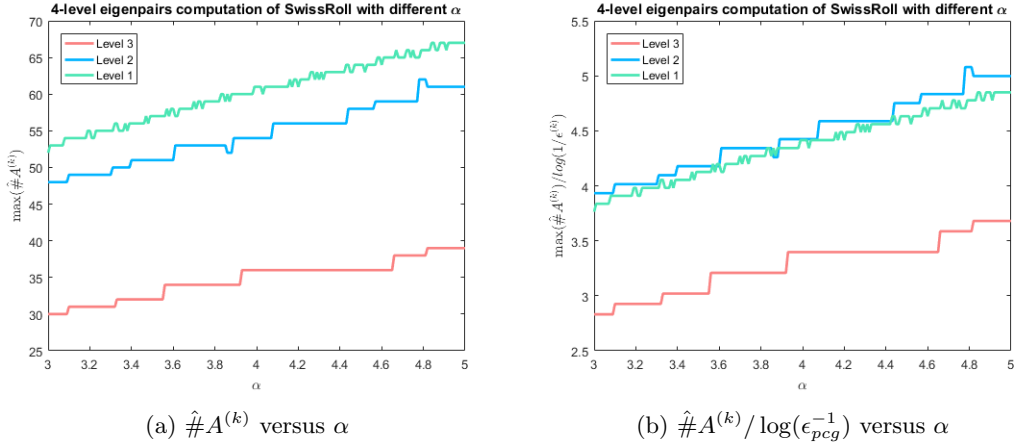 4-level eigenpairs computation of SwissRoll with different α
70
65
60
55
50
45
40
35
30
25
max(#̂A^(k))
Level 3
Level 2
Level 1
3 3.2 3.4 3.6 3.8 4 4.2 4.4 4.6 4.8 5
α
(a) #̂A^(k) versus α
4-level eigenpairs computation of SwissRoll with different α
5.5
5
4.5
4
3.5
3
2.5
max(#̂A^(k))/log(1/ϵ^(k))
Level 3
Level 2
Level 1
3 3.2 3.4 3.6 3.8 4 4.2 4.4 4.6 4.8 5
α
(b) #̂A^(k)/ log(ϵ_pcg^−1) versus α